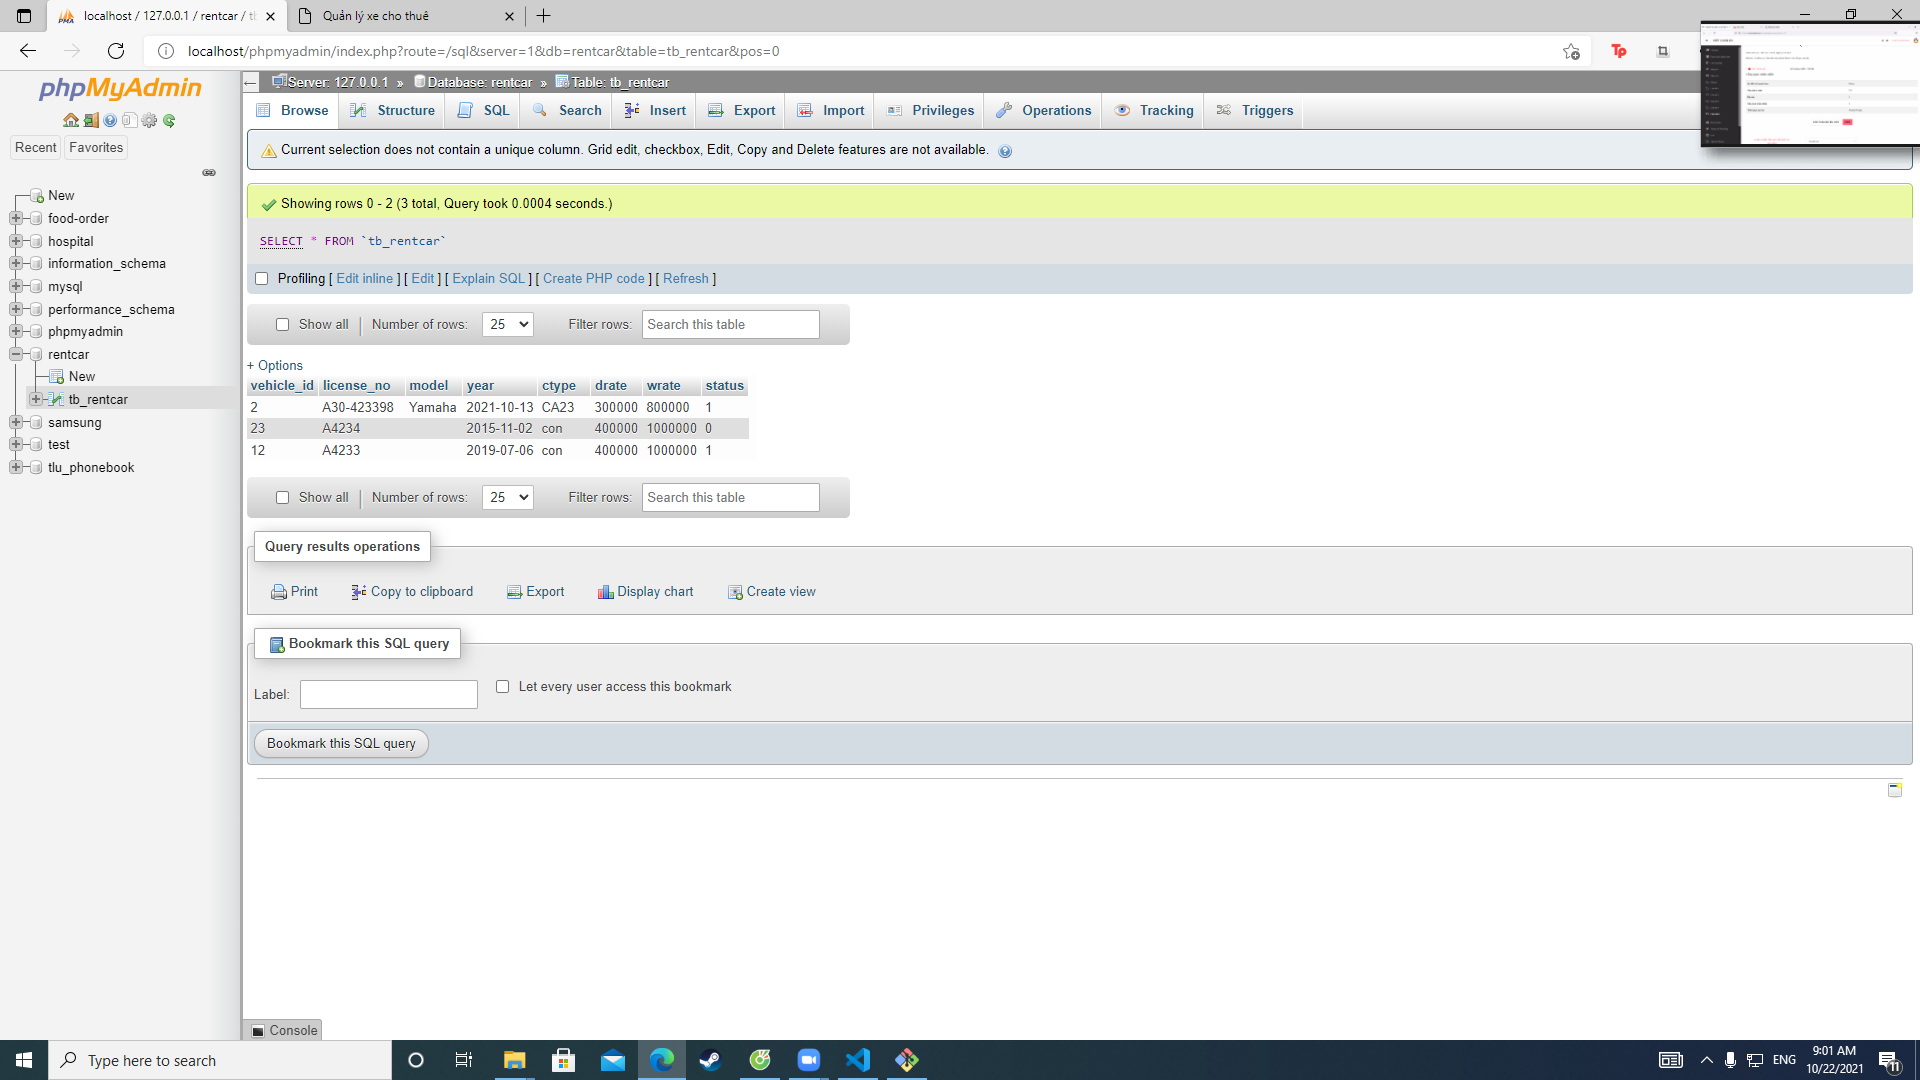 localhost / 127.0.0.1 / rentcar / tb
Quản lý xe cho thuê
localhost/phpmyadmin/index.php?route=/sql&server=1&db=rentcar&table=tb_rentcar&pos=0
Tp
phpMyAdmin
Recent Favorites
New
food-order
hospital
information_schema
mysql
performance_schema
phpmyadmin
rentcar
New
tb_rentcar
samsung
test
tlu_phonebook
Server: 127.0.0.1 » Database: rentcar » Table: tb_rentcar
Browse Structure SQL Search Insert Export Import Privileges Operations Tracking Triggers
Current selection does not contain a unique column. Grid edit, checkbox, Edit, Copy and Delete features are not available.
Showing rows 0 - 2 (3 total, Query took 0.0004 seconds.)
SELECT * FROM `tb_rentcar`
Profiling [ Edit inline ] [ Edit ] [ Explain SQL ] [ Create PHP code ] [ Refresh ]
Show all Number of rows: 25 Filter rows: Search this table
+ Options
vehicle_id license_no model year ctype drate wrate status
2 A30-423398 Yamaha 2021-10-13 CA23 300000 800000 1
23 A4234 2015-11-02 con 400000 1000000 0
12 A4233 2019-07-06 con 400000 1000000 1
Show all Number of rows: 25 Filter rows: Search this table
Query results operations
Print Copy to clipboard Export Display chart Create view
Bookmark this SQL query
Label: Let every user access this bookmark
Bookmark this SQL query
Console
Type here to search
ENG
9:01 AM
10/22/2021
11